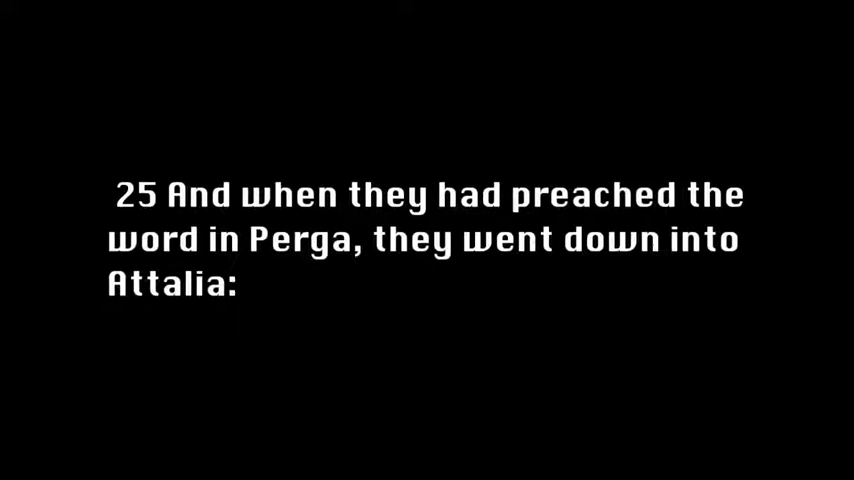 25 And when they had preached the
word in Perga, they went down into
Attalia: